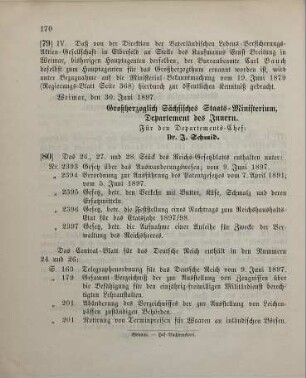 170
[79] IV. Daß von der Direktion der Vaterländischen Lebens-Versicherungs-
Aktien-Gesellschaft in Elberfeld an Stelle des Kaufmanns Ernst Breiting in
Weimar, bisherigen Hauptagenten derselben, der Bureaubeamte Carl Bauch
daselbst zum Hauptagenten für das Großherzogthum ernannt worden ist, wird
unter Bezugnahme auf die Ministerial-Bekanntmachung vom 19. Juni 1879
(Regierungs-Blatt Seite 368) hierdurch zur öffentlichen Kenntniß gebracht.
Weimar, den 30. Juni 1897.
Großherzoglich Sächsisches Staats-Ministerium,
Departement des Innern.
Für den Departements-Chef:
Dr. J. Schmid.
[80] Das 26., 27. und 28. Stück des Reichs-Gesetzblatts enthalten unter:
Nr. 2393 Gesetz über das Auswanderungswesen, vom 9. Juni 1897.
„ 2394 Verordnung zur Ausführung des Patentgesetzes vom 7. April 1891,
vom 5. Juni 1897.
„ 2395 Gesetz, betr. den Verkehr mit Butter, Käse, Schmalz und deren
Ersatzmitteln.
„ 2396 Gesetz, betr. die Feststellung eines Nachtrags zum Reichshaushalts-
Etat für das Etatsjahr 1897/98.
„ 2397 Gesetz, betr. die Aufnahme einer Anleihe für Zwecke der Ver-
waltung des Reichsheeres.
Das Central-Blatt für das Deutsche Reich enthält in den Nummern
24 und 26:
S. 163 Telegraphenordnung für das Deutsche Reich vom 9. Juni 1897.
„ 179 Gesammt-Verzeichniß der zur Ausstellung von Zeugnissen über
die Befähigung für den einjährig-freiwilligen Militärdienst berech-
tigten Lehranstalten.
„ 201 Abänderung des Verzeichnisses der zur Ausstellung von Leichen-
pässen zuständigen Behörden.
„ 201 Notirung von Terminpreisen für Waaren an inländischen Börsen.
Weimar. — Hof-Buchdruckerei.